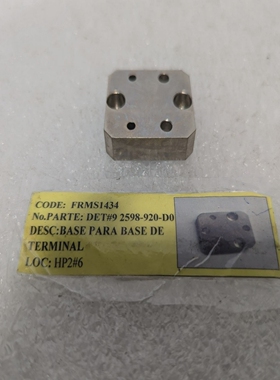 CODE: FRMS1434
No.PARTE: DET#9 2598-920-D0
DESC:BASE PARA BASE DE
TERMINAL
LOC: HP2#6